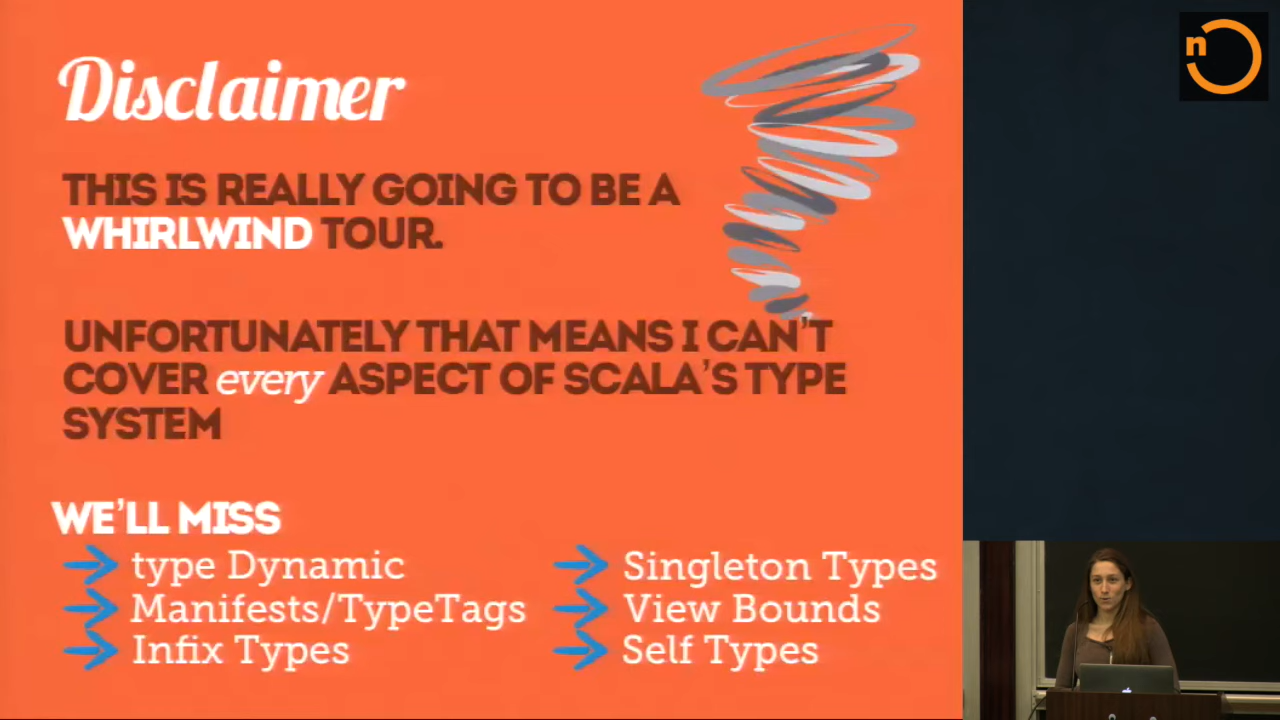 Disclaimer
THIS IS REALLY GOING TO BE A
WHIRLWIND TOUR.
UNFORTUNATELY THAT MEANS I CAN'T
COVER every ASPECT OF SCALA'S TYPE
SYSTEM
WE'LL MISS
type Dynamic
Manifests/TypeTags
Infix Types
Singleton Types
View Bounds
Self Types
n